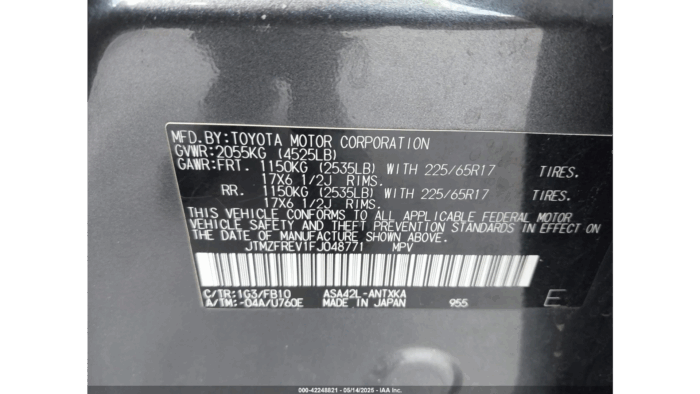 MFD.BY:TOYOTA MOTOR CORPORATION
GVWR:2055KG (4525LB)
GAWR:FRT. 1150KG (2535LB) WITH 225/65R17 TIRES.
17X6 1/2J RIMS.
RR. 1150KG (2535LB) WITH 225/65R17 TIRES.
17X6 1/2J RIMS.
THIS VEHICLE CONFORMS TO ALL APPLICABLE FEDERAL MOTOR
VEHICLE SAFETY AND THEFT PREVENTION STANDARDS IN EFFECT ON
THE DATE OF MANUFACTURE SHOWN ABOVE.
JTMZFREV1FJ048771 MPV
C/TR:1G3/FB10 ASA42L-ANTXKA
A/TM:-04A/U760E MADE IN JAPAN 955 E
006-42248821 - 05/14/2025 - IAA Inc.